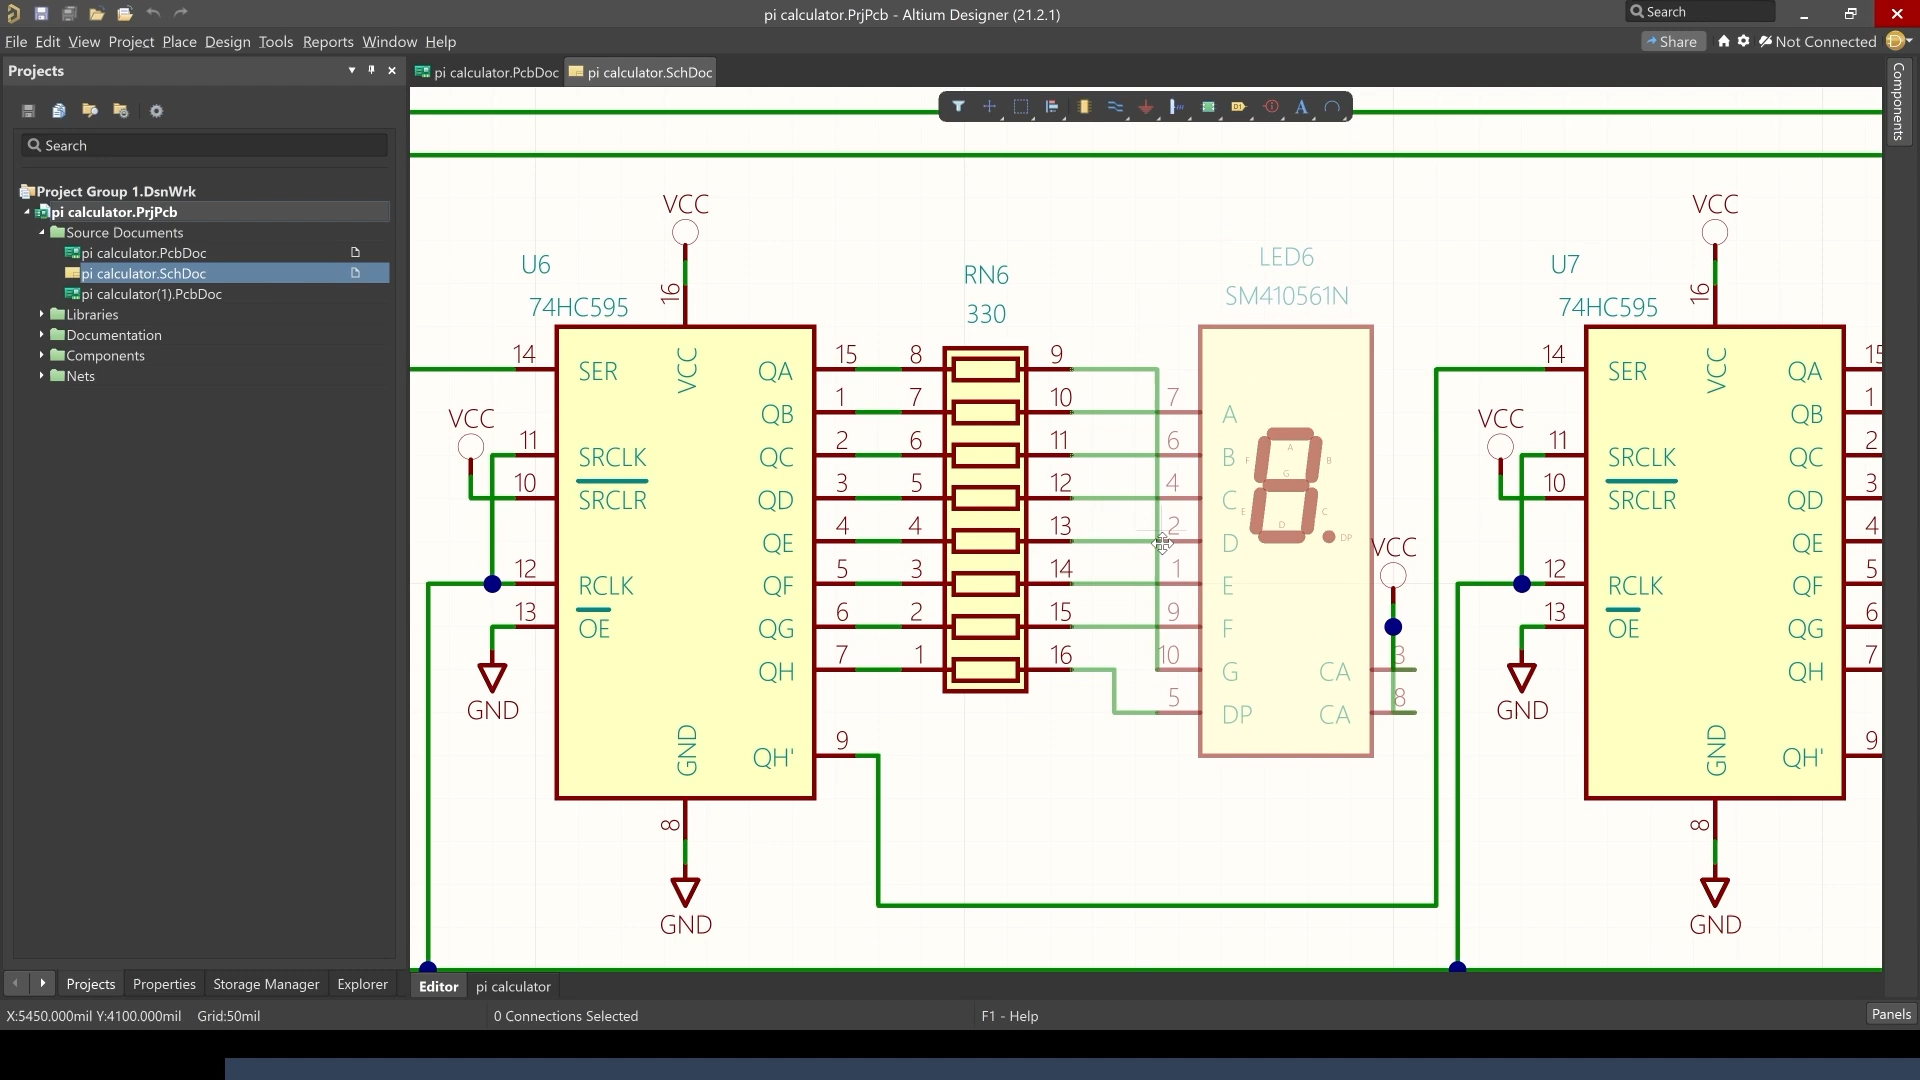 pi calculator.PrjPcb - Altium Designer (21.2.1)
Search
File Edit View Project Place Design Tools Reports Window Help
Share
Not Connected
D
Projects
pi calculator.PcbDoc
pi calculator.SchDoc
Components
Search
Project Group 1.DsnWrk
pi calculator.PrjPcb
Source Documents
pi calculator.PcbDoc
pi calculator.SchDoc
pi calculator(1).PcbDoc
Libraries
Documentation
Components
Nets
VCC
U6
74HC595
16
14
SER
VCC
QA
15
VCC
11
SRCLK
10
SRCLR
12
RCLK
13
OE
GND
QB
1
QC
2
QD
3
QE
4
QF
5
QG
6
QH
7
QH'
9
GND
8
GND
RN6
330
8
9
7
10
6
11
5
12
4
13
3
14
2
15
1
16
LED6
SM410561N
7
A
6
B
4
C
2
D
1
E
9
F
10
G
5
DP
A
F
B
G
E
C
D
DP
VCC
CA
3
CA
8
VCC
U7
74HC595
16
14
SER
VCC
QA
15
VCC
11
SRCLK
10
SRCLR
12
RCLK
13
OE
GND
QB
1
QC
2
QD
3
QE
4
QF
5
QG
6
QH
7
QH'
9
GND
8
GND
Projects
Properties
Storage Manager
Explorer
Editor
pi calculator
X:5450.000mil Y:4100.000mil
Grid:50mil
0 Connections Selected
F1 - Help
Panels